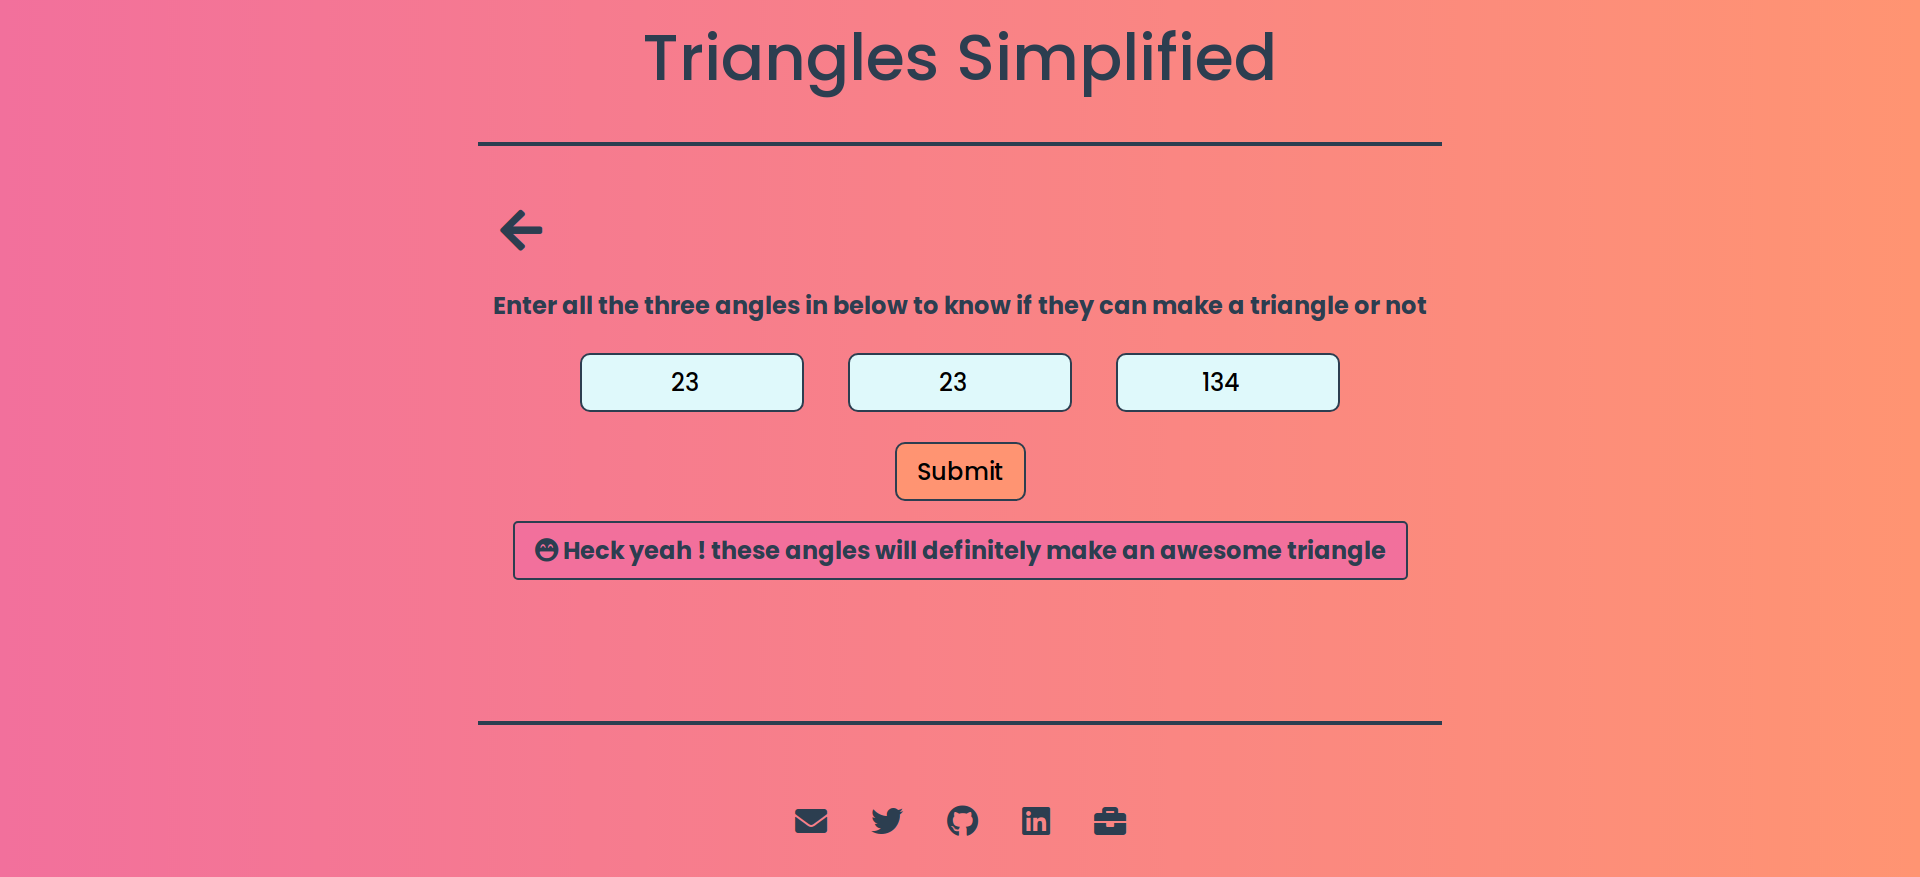 Triangles Simplified
Enter all the three angles in below to know if they can make a triangle or not
23 23 134
Submit
Heck yeah ! these angles will definitely make an awesome triangle